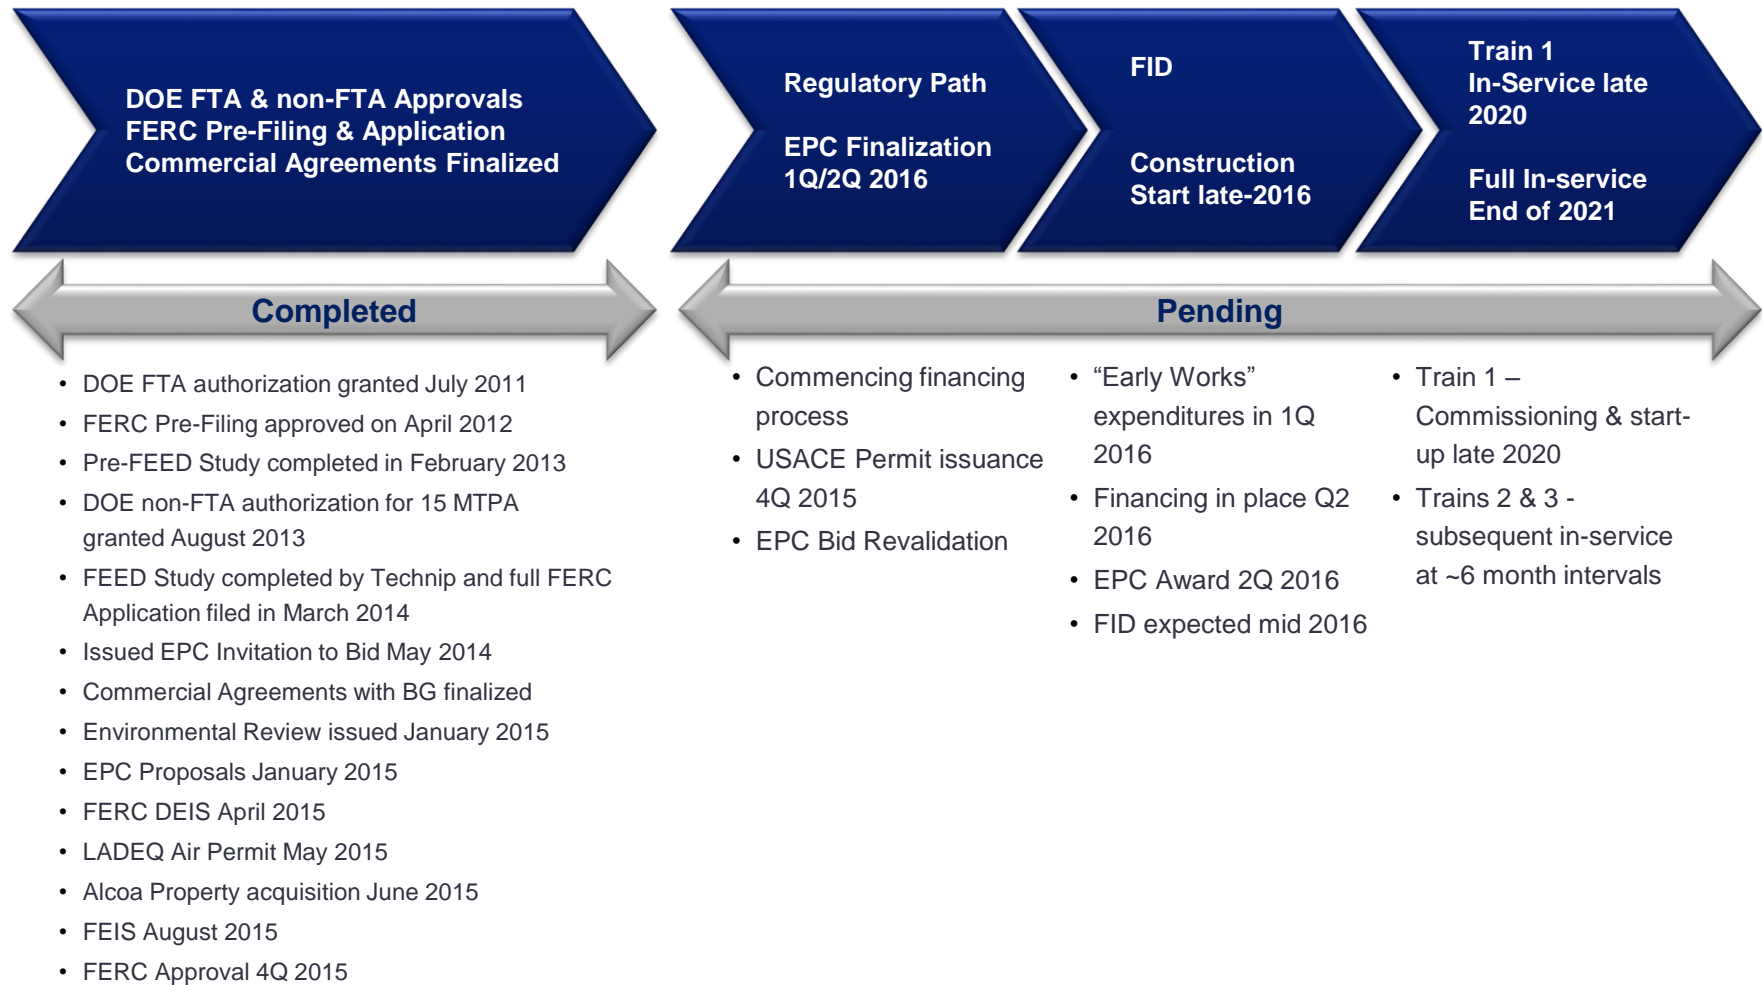 DOE FTA & non-FTA Approvals
FERC Pre-Filing & Application
Commercial Agreements Finalized
Regulatory Path
EPC Finalization
1Q/2Q 2016
FID
Construction
Start late-2016
Train 1
In-Service late
2020
Full In-service
End of 2021
Completed
Pending
• DOE FTA authorization granted July 2011
• FERC Pre-Filing approved on April 2012
• Pre-FEED Study completed in February 2013
• DOE non-FTA authorization for 15 MTPA
granted August 2013
• FEED Study completed by Technip and full FERC
Application filed in March 2014
• Issued EPC Invitation to Bid May 2014
• Commercial Agreements with BG finalized
• Environmental Review issued January 2015
• EPC Proposals January 2015
• FERC DEIS April 2015
• LADEQ Air Permit May 2015
• Alcoa Property acquisition June 2015
• FEIS August 2015
• FERC Approval 4Q 2015
• Commencing financing
process
• USACE Permit issuance
4Q 2015
• EPC Bid Revalidation
• “Early Works”
expenditures in 1Q
2016
• Financing in place Q2
2016
• EPC Award 2Q 2016
• FID expected mid 2016
• Train 1 –
Commissioning & start-
up late 2020
• Trains 2 & 3 -
subsequent in-service
at ~6 month intervals